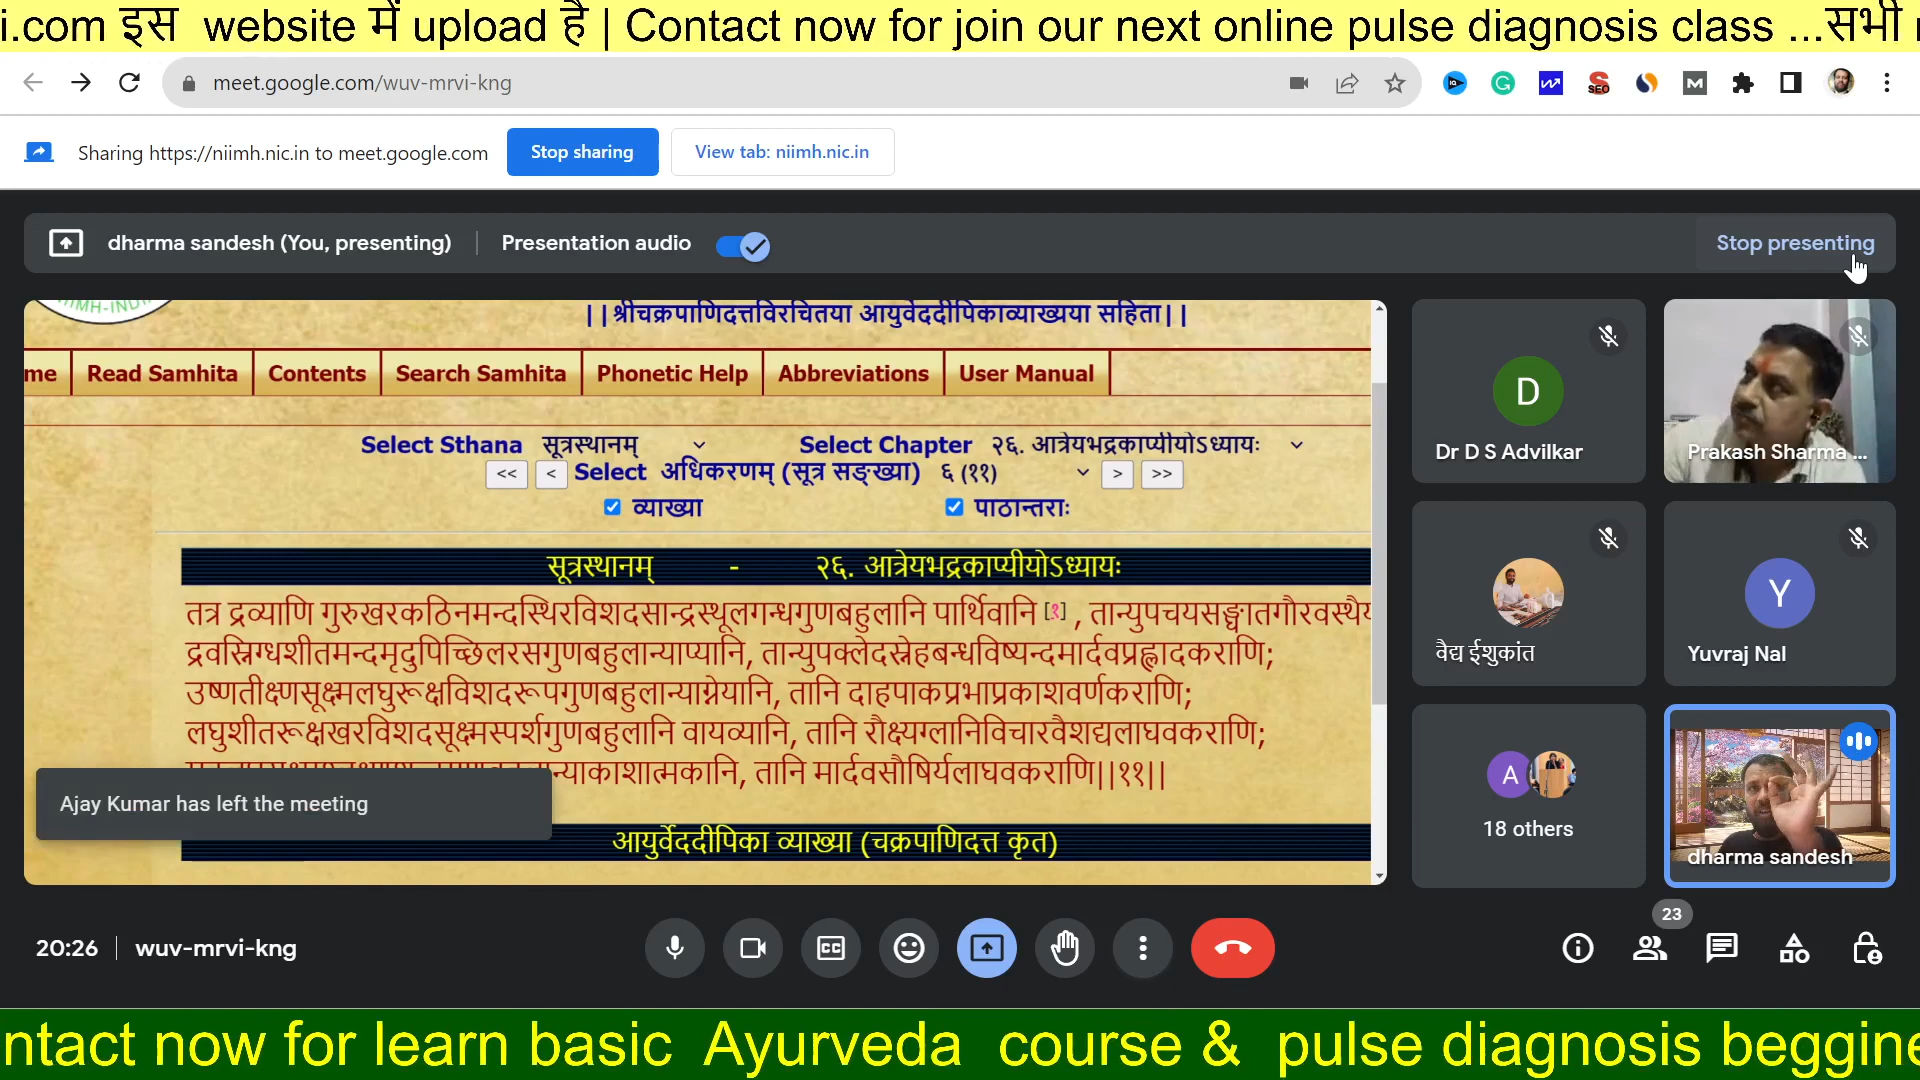 i.com इस website में upload है | Contact now for join our next online pulse diagnosis class ...सभी
meet.google.com/wuv-mrvi-kng
Sharing https://niimh.nic.in to meet.google.com
Stop sharing
View tab: niimh.nic.in
dharma sandesh (You, presenting)
Presentation audio
Stop presenting
||श्रीचक्रपाणिदत्तविरचितया आयुर्वेददीपिकाव्याख्यया सहिता||
me Read Samhita Contents Search Samhita Phonetic Help Abbreviations User Manual
Select Sthana सूत्रस्थानम् Select Chapter २६. आत्रेयभद्रकाप्यीयोऽध्यायः
<< < Select अधिकरणम् (सूत्र सङ्ख्या) ६ (११) > >>
व्याख्या पाठान्तराः
सूत्रस्थानम् - २६. आत्रेयभद्रकाप्यीयोऽध्यायः
तत्र द्रव्याणि गुरुखरकठिनमन्दस्थिरविशदसान्द्रस्थूलगन्धगुणबहुलानि पार्थिवानि [१] , तान्युपचयसङ्घातगौरवस्थैय
द्रवस्निग्धशीतमन्दमृदुपिच्छिलरसगुणबहुलान्याप्यानि, तान्युपक्लेदस्नेहबन्धविष्यन्दमार्दवप्रह्लादकराणि;
उष्णतीक्ष्णसूक्ष्मलघुरूक्षविशदरूपगुणबहुलान्याग्नेयानि, तानि दाहपाकप्रभाप्रकाशवर्णकराणि;
लघुशीतरूक्षखरविशदसूक्ष्मस्पर्शगुणबहुलानि वायव्यानि, तानि रौक्ष्यग्लानिविचारवैशद्यलाघवकराणि;
न्याकाशात्मकानि, तानि मार्दवसौषिर्यलाघवकराणि||११||
Ajay Kumar has left the meeting
आयुर्वेददीपिका व्याख्या (चक्रपाणिदत्त कृत)
D
Dr D S Advilkar
Prakash Sharma ...
वैद्य ईशुकांत
Y
Yuvraj Nal
A
18 others
dharma sandesh
20:26 wuv-mrvi-kng
23
ntact now for learn basic Ayurveda course & pulse diagnosis beggine